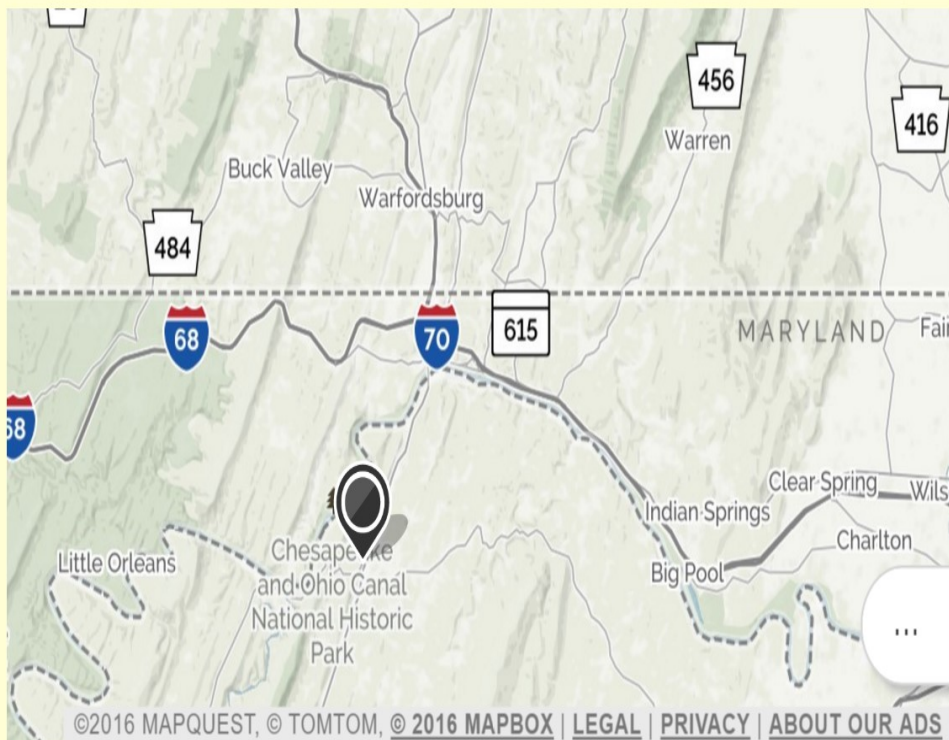 456
416
Warren
Buck Valley
Warfordsburg
484
68
70
615
MARYLAND
68
Clear Spring
Indian Springs
Charlton
Little Orleans
Big Pool
Chesapeake
and Ohio Canal
National Historic
Park
...
©2016 MAPQUEST, © TOMTOM, © 2016 MAPBOX | LEGAL | PRIVACY | ABOUT OUR ADS